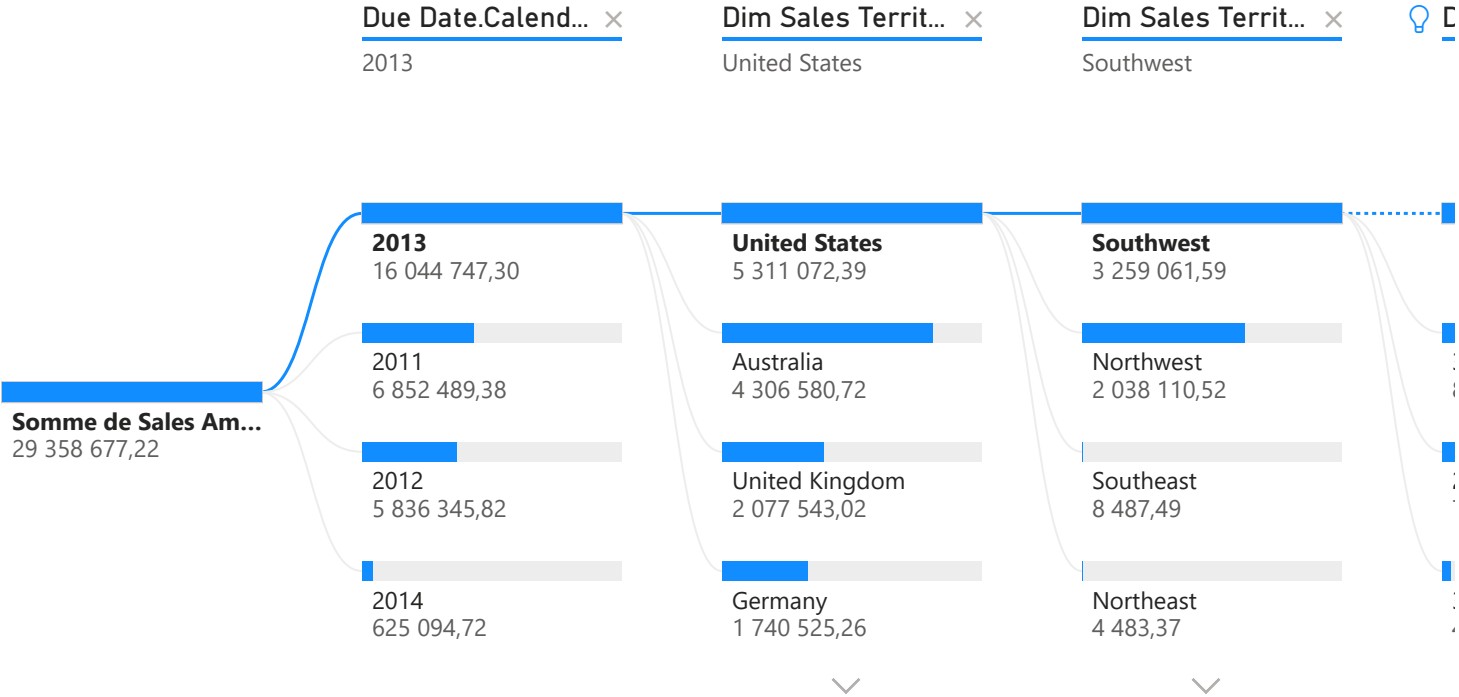 Due Date.Calend...
2013
Dim Sales Territ...
United States
Dim Sales Territ...
Southwest
Somme de Sales Am...
29 358 677,22
2013
16 044 747,30
2011
6 852 489,38
2012
5 836 345,82
2014
625 094,72
United States
5 311 072,39
Australia
4 306 580,72
United Kingdom
2 077 543,02
Germany
1 740 525,26
Southwest
3 259 061,59
Northwest
2 038 110,52
Southeast
8 487,49
Northeast
4 483,37